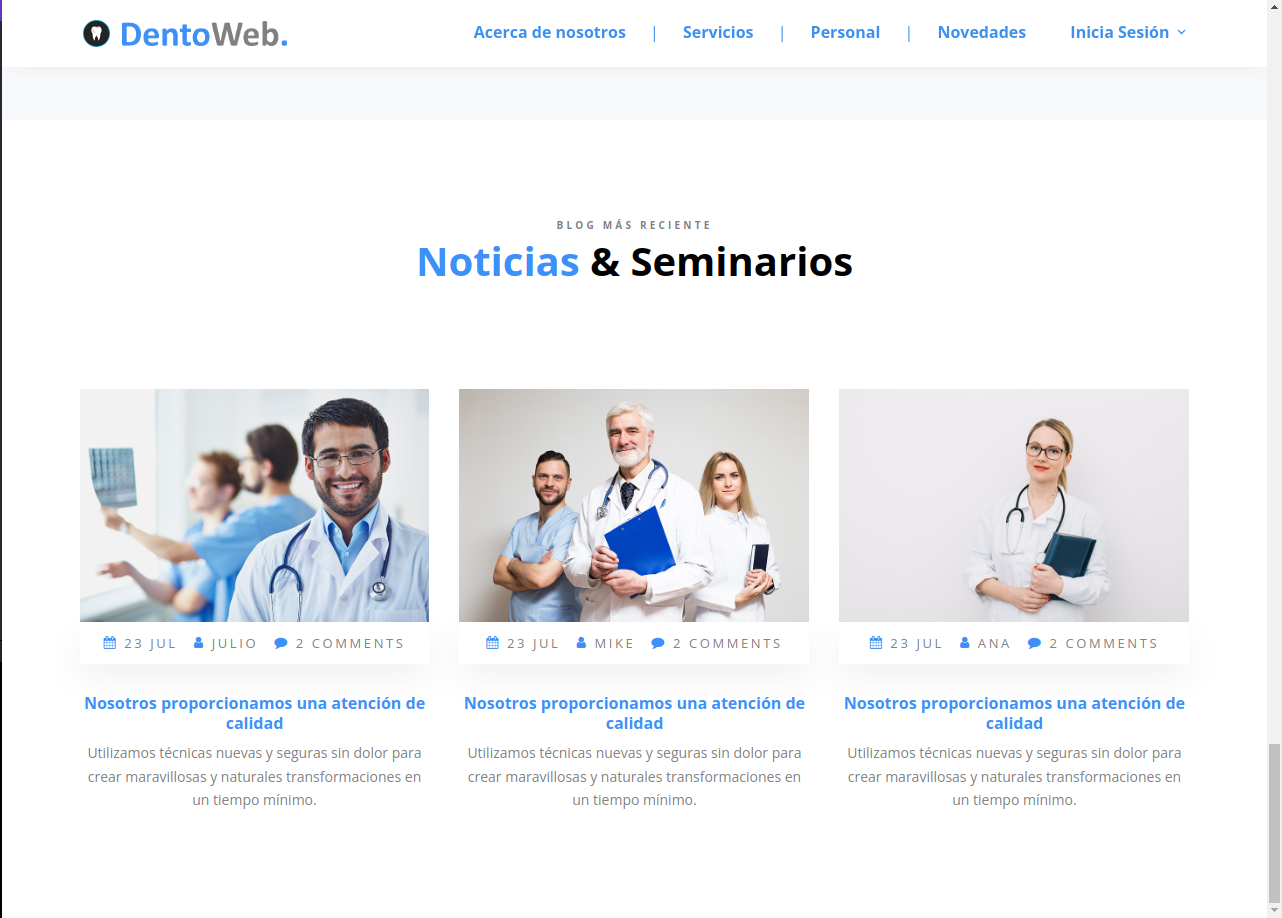 DentoWeb.
Acerca de nosotros | Servicios | Personal | Novedades Inicia Sesión
BLOG MÁS RECIENTE
Noticias & Seminarios
23 JUL JULIO 2 COMMENTS
Nosotros proporcionamos una atención de
calidad
Utilizamos técnicas nuevas y seguras sin dolor para
crear maravillosas y naturales transformaciones en
un tiempo mínimo.
23 JUL MIKE 2 COMMENTS
Nosotros proporcionamos una atención de
calidad
Utilizamos técnicas nuevas y seguras sin dolor para
crear maravillosas y naturales transformaciones en
un tiempo mínimo.
23 JUL ANA 2 COMMENTS
Nosotros proporcionamos una atención de
calidad
Utilizamos técnicas nuevas y seguras sin dolor para
crear maravillosas y naturales transformaciones en
un tiempo mínimo.